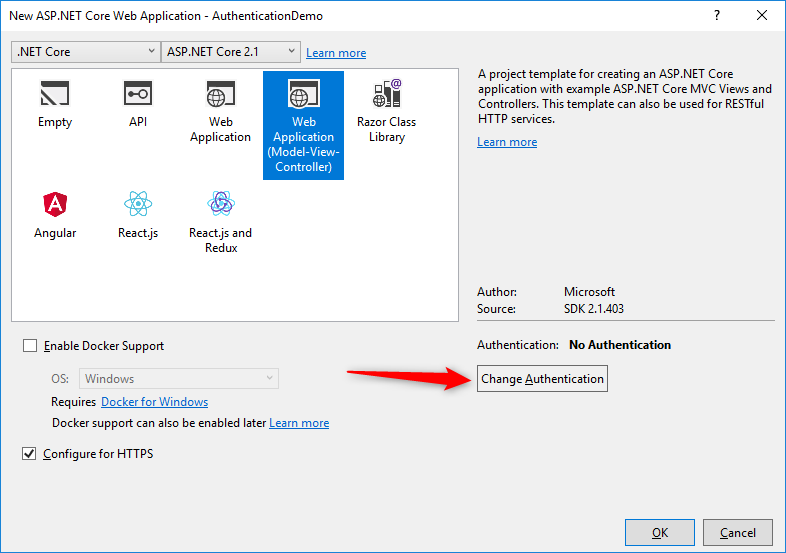 New ASP.NET Core Web Application - AuthenticationDemo
.NET Core
ASP.NET Core 2.1
Learn more
Empty
API
Web
Application
Web
Application
(Model-View-
Controller)
Razor Class
Library
Angular
React.js
React.js and
Redux
A project template for creating an ASP.NET Core
application with example ASP.NET Core MVC Views and
Controllers. This template can also be used for RESTful
HTTP services.
Learn more
Author: Microsoft
Source: SDK 2.1.403
Authentication: No Authentication
Change Authentication
Enable Docker Support
OS: Windows
Requires Docker for Windows
Docker support can also be enabled later Learn more
Configure for HTTPS
OK
Cancel